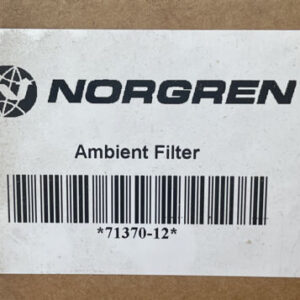 NORGREN
Ambient Filter
*71370-12*